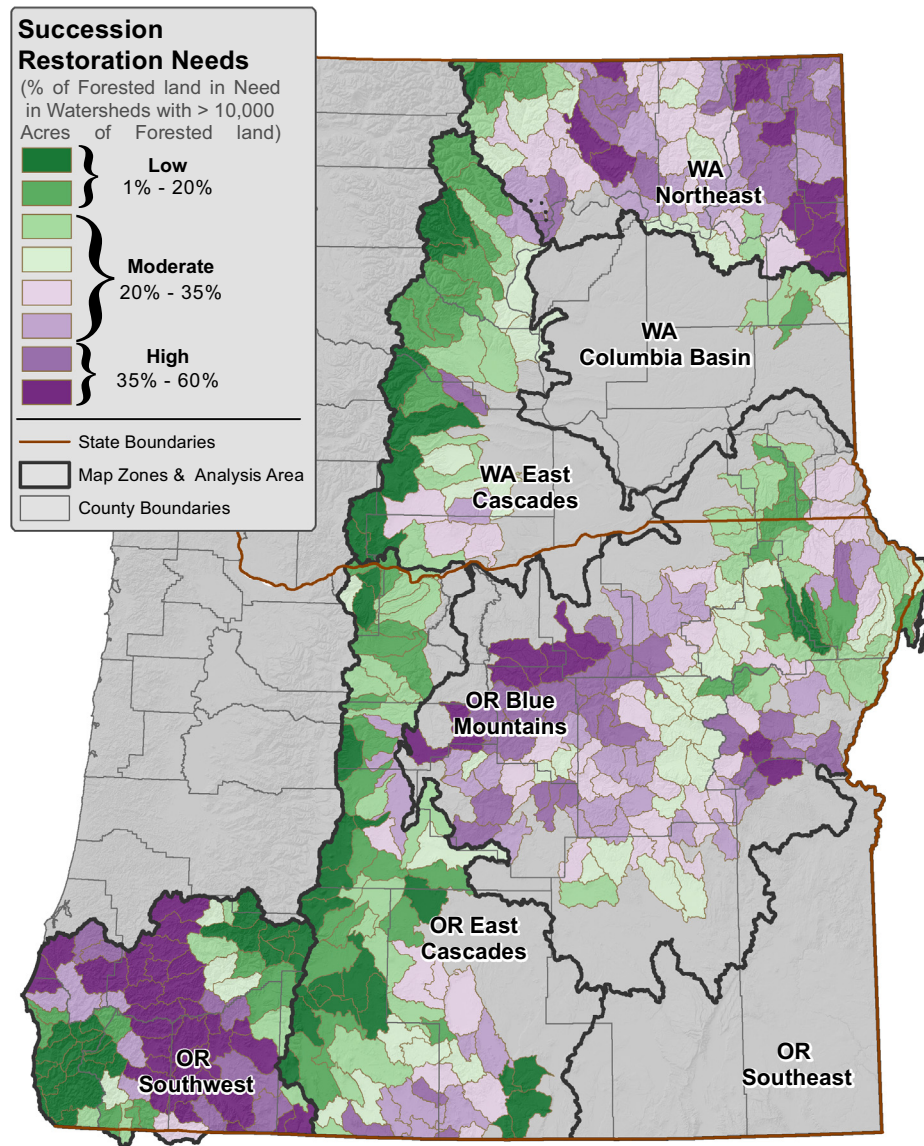 Succession
Restoration Needs
(% of Forested land in Need
in Watersheds with > 10,000
Acres of Forested land)
Low
1% - 20%
Moderate
20% - 35%
High
35% - 60%
State Boundaries
Map Zones & Analysis Area
County Boundaries
WA
Northeast
WA
Columbia Basin
WA East
Cascades
OR Blue
Mountains
OR East
Cascades
OR
Southwest
OR
Southeast